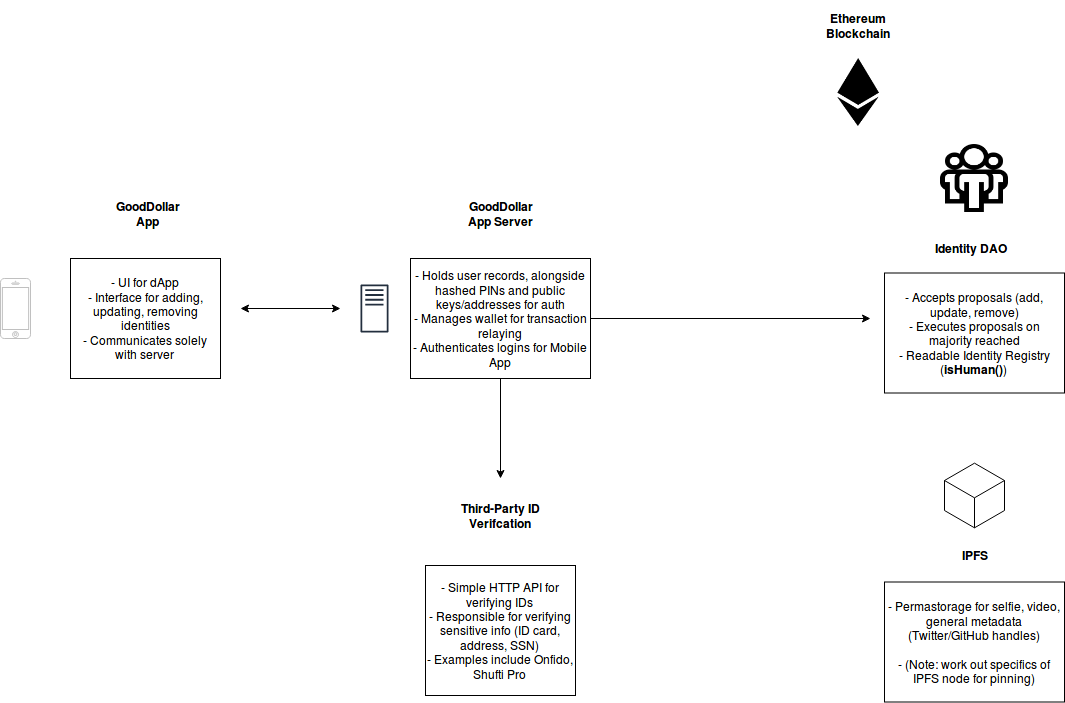 Ethereum
Blockchain
GoodDollar
App
GoodDollar
App Server
Identity DAO
- UI for dApp
- Interface for adding,
updating, removing
identities
- Communicates solely
with server
- Holds user records, alongside
hashed PINs and public
keys/addresses for auth
- Manages wallet for transaction
relaying
- Authenticates logins for Mobile
App
- Accepts proposals (add,
update, remove)
- Executes proposals on
majority reached
- Readable Identity Registry
(isHuman())
Third-Party ID
Verifcation
IPFS
- Simple HTTP API for
verifying IDs
- Responsible for verifying
sensitive info (ID card,
address, SSN)
- Examples include Onfido,
Shufti Pro
- Permastorage for selfie, video,
general metadata
(Twitter/GitHub handles)
- (Note: work out specifics of
IPFS node for pinning)